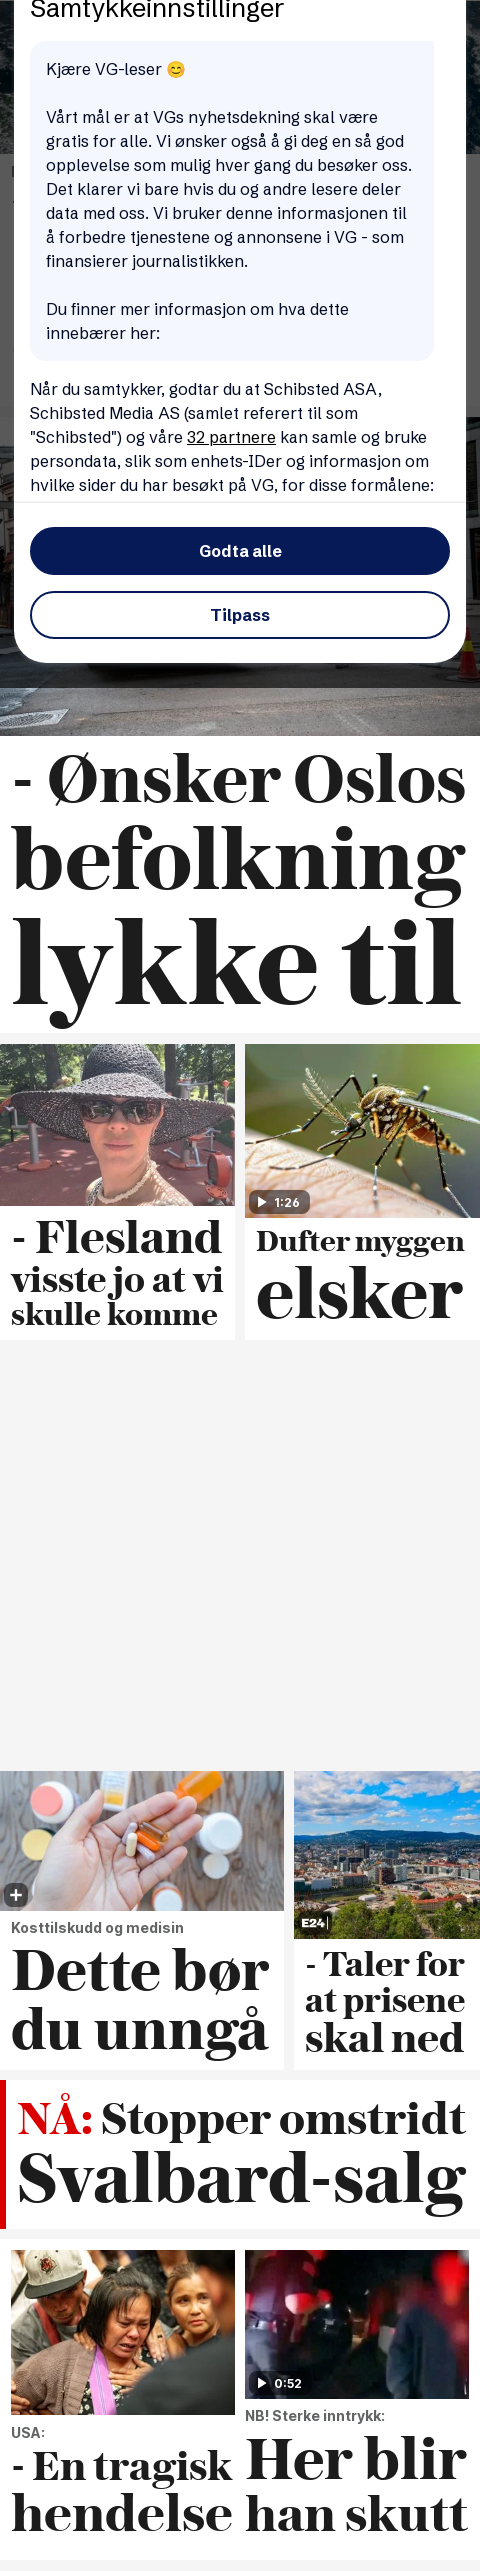 Samtykkeinnstillinger
Kjære VG-leser 😊
Vårt mål er at VGs nyhetsdekning skal være
gratis for alle. Vi ønsker også å gi deg en så god
opplevelse som mulig hver gang du besøker oss.
Det klarer vi bare hvis du og andre lesere deler
data med oss. Vi bruker denne informasjonen til
å forbedre tjenestene og annonsene i VG - som
finansierer journalistikken.
Du finner mer informasjon om hva dette
innebærer her:
Når du samtykker, godtar du at Schibsted ASA,
Schibsted Media AS (samlet referert til som
"Schibsted") og våre 32 partnere kan samle og bruke
persondata, slik som enhets-IDer og informasjon om
hvilke sider du har besøkt på VG, for disse formålene:
Godta alle
Tilpass
- Ønsker Oslos
befolkning
lykke til
- Flesland
visste jo at vi
skulle komme
1:26
Dufter myggen
elsker
Kosttilskudd og medisin
Dette bør
du unngå
E24
- Taler for
at prisene
skal ned
NÅ: Stopper omstridt
Svalbard-salg
USA:
- En tragisk
hendelse
0:52
NB! Sterke inntrykk:
Her blir
han skutt